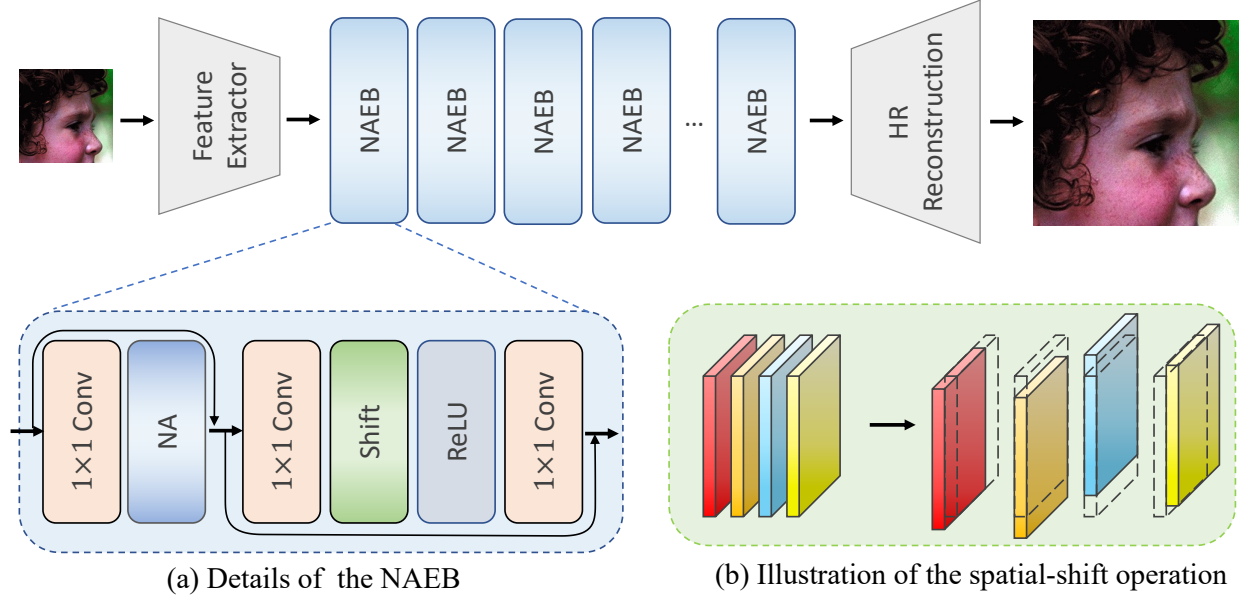 Feature
Extractor
NAEB
NAEB
NAEB
NAEB
...
NAEB
HR
Reconstruction
1×1 Conv
NA
1×1 Conv
Shift
ReLU
1×1 Conv
(a) Details of the NAEB
(b) Illustration of the spatial-shift operation